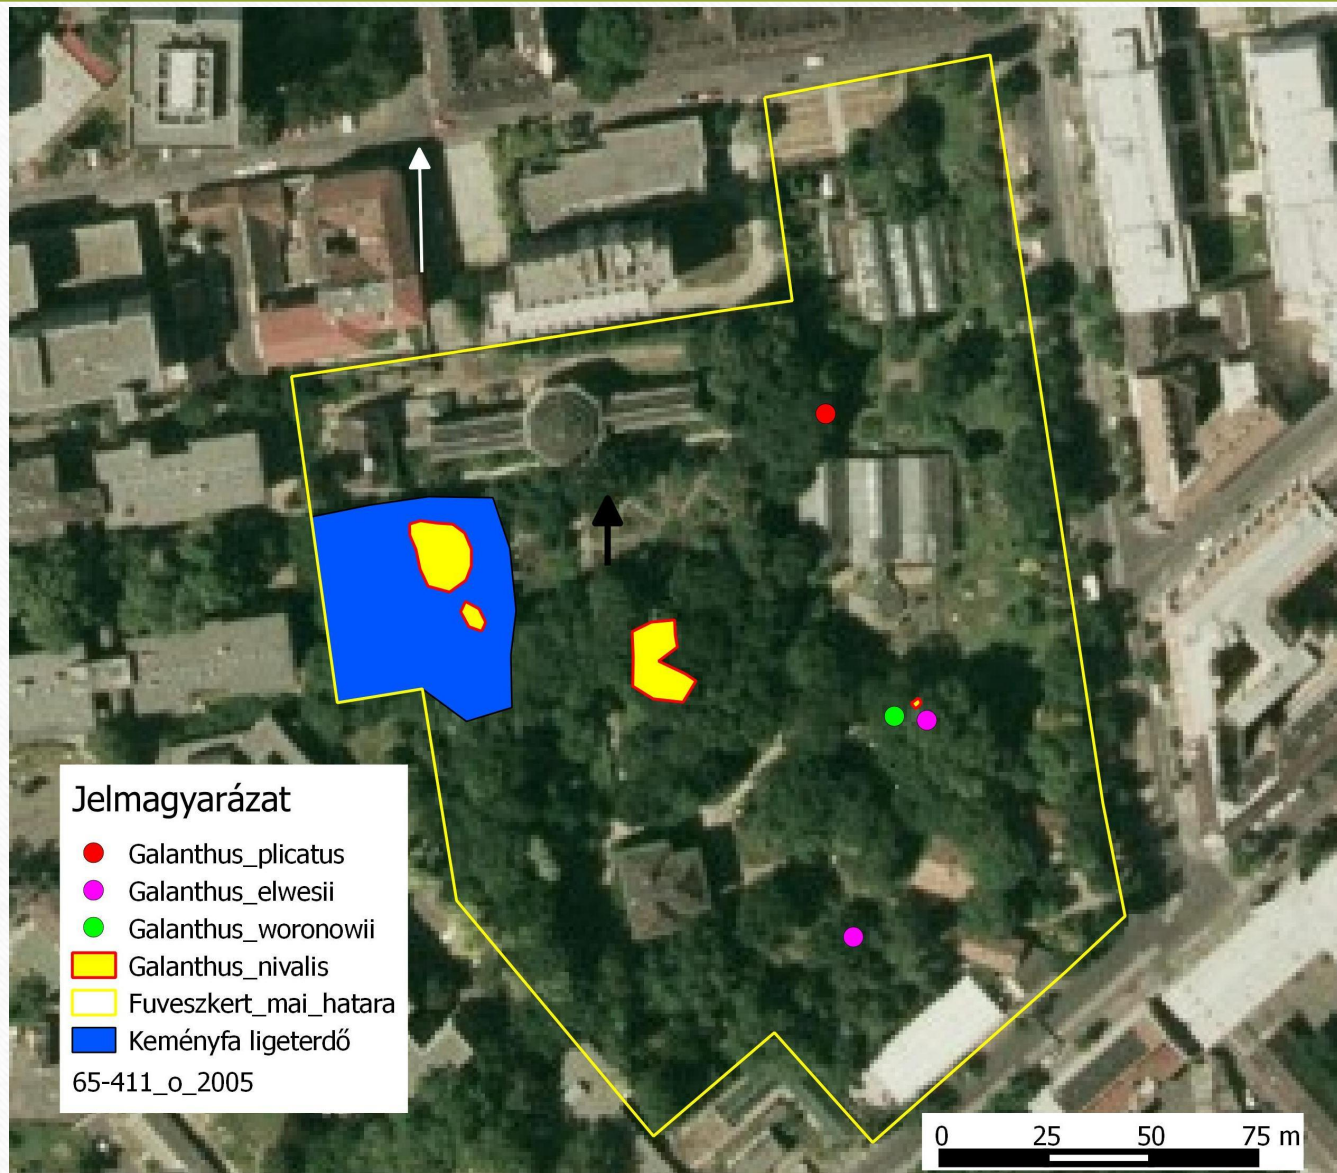 Jelmagyarázat
Galanthus_plicatus
Galanthus_elwesii
Galanthus_woronowii
Galanthus_nivalis
Fuveszkert_mai_hatara
Keményfa ligeterdő
65-411_o_2005
0 25 50 75 m